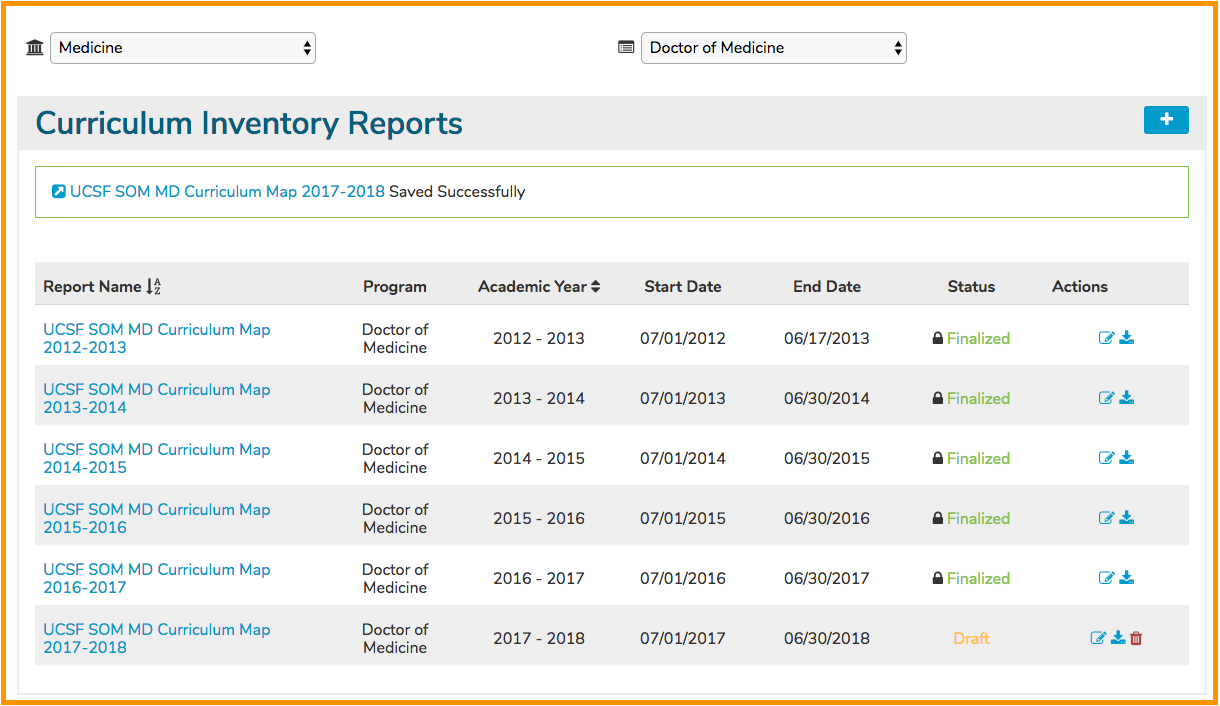 Medicine Doctor of Medicine
Curriculum Inventory Reports +
UCSF SOM MD Curriculum Map 2017-2018 Saved Successfully
Report Name Program Academic Year Start Date End Date Status Actions
UCSF SOM MD Curriculum Map
2012-2013
Doctor of
Medicine
2012 - 2013 07/01/2012 06/17/2013 Finalized
UCSF SOM MD Curriculum Map
2013-2014
Doctor of
Medicine
2013 - 2014 07/01/2013 06/30/2014 Finalized
UCSF SOM MD Curriculum Map
2014-2015
Doctor of
Medicine
2014 - 2015 07/01/2014 06/30/2015 Finalized
UCSF SOM MD Curriculum Map
2015-2016
Doctor of
Medicine
2015 - 2016 07/01/2015 06/30/2016 Finalized
UCSF SOM MD Curriculum Map
2016-2017
Doctor of
Medicine
2016 - 2017 07/01/2016 06/30/2017 Finalized
UCSF SOM MD Curriculum Map
2017-2018
Doctor of
Medicine
2017 - 2018 07/01/2017 06/30/2018 Draft